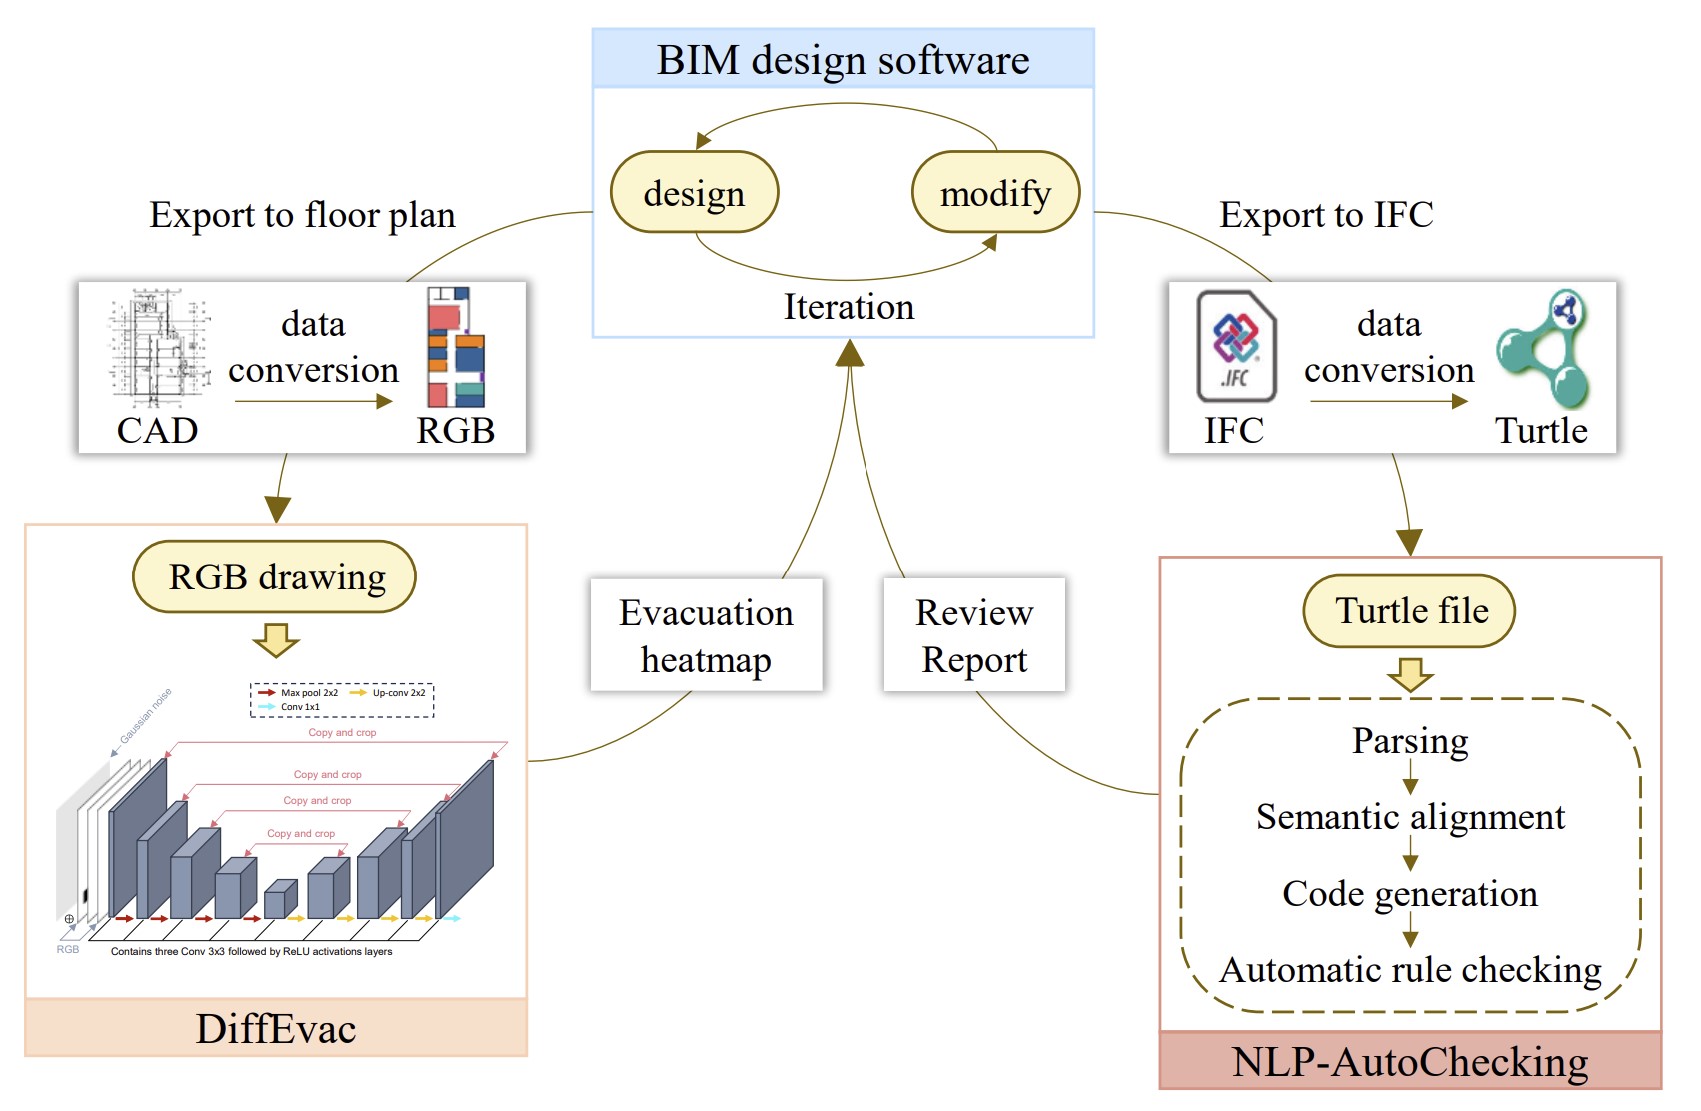 BIM design software
design
modify
Iteration
Export to floor plan
Export to IFC
data
conversion
CAD
RGB
.IFC
data
conversion
IFC
Turtle
RGB drawing
Max pool 2x2
Up-conv 2x2
Conv 1x1
Gaussian noise
Copy and crop
Copy and crop
Copy and crop
Copy and crop
RGB
Contains three Conv 3x3 followed by ReLU activations layers
DiffEvac
Evacuation
heatmap
Review
Report
Turtle file
Parsing
Semantic alignment
Code generation
Automatic rule checking
NLP-AutoChecking